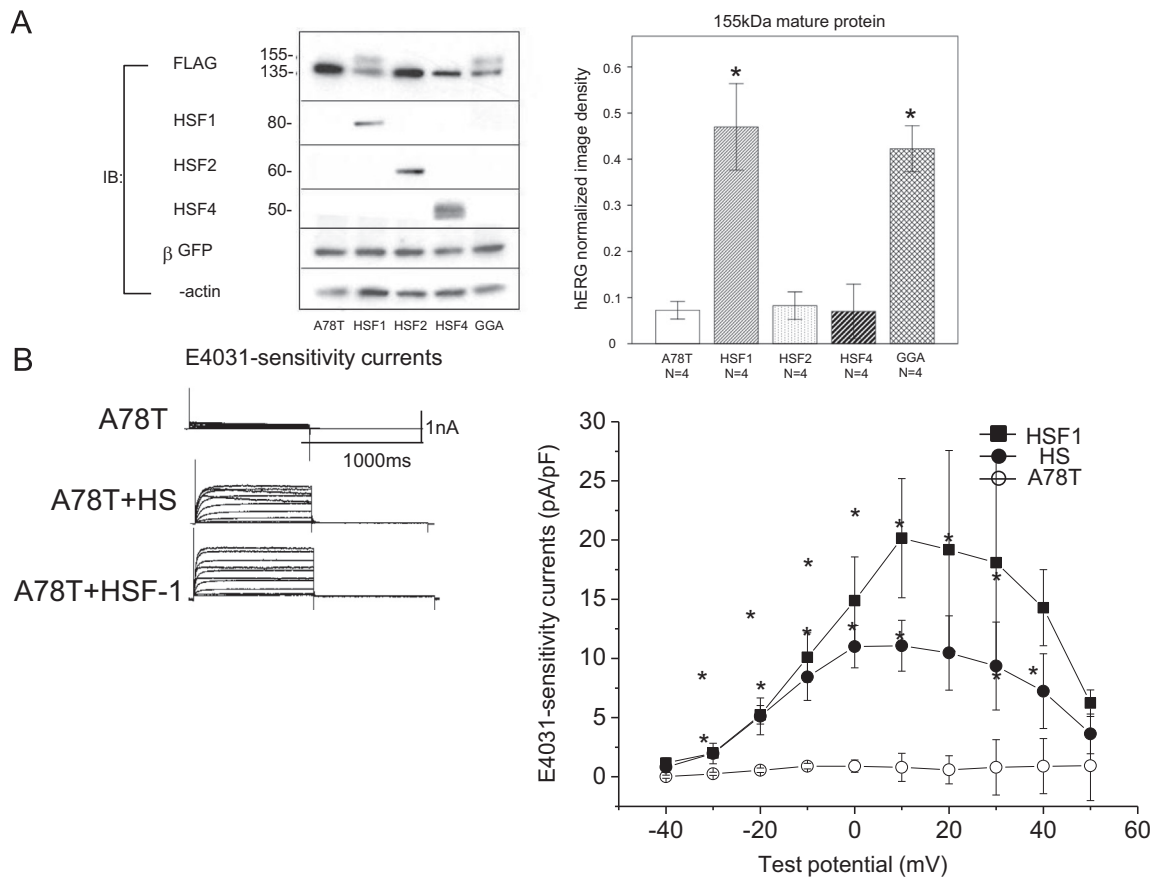 A
IB:
FLAG
155-
135-
HSF1
80-
HSF2
60-
HSF4
50-
β GFP
-actin
A78T HSF1 HSF2 HSF4 GGA
155kDa mature protein
hERG normalized image density
0.6
0.5
0.4
0.3
0.2
0.1
0
* *
A78T HSF1 HSF2 HSF4 GGA
N=4 N=4 N=4 N=4 N=4
B
E4031-sensitivity currents
A78T
1nA
1000ms
A78T+HS
A78T+HSF-1
E4031-sensitivity currents (pA/pF)
30
25
20
15
10
5
0
HSF1
HS
A78T
* * * * * * * * * * * * * * *
-40 -20 0 20 40 60
Test potential (mV)